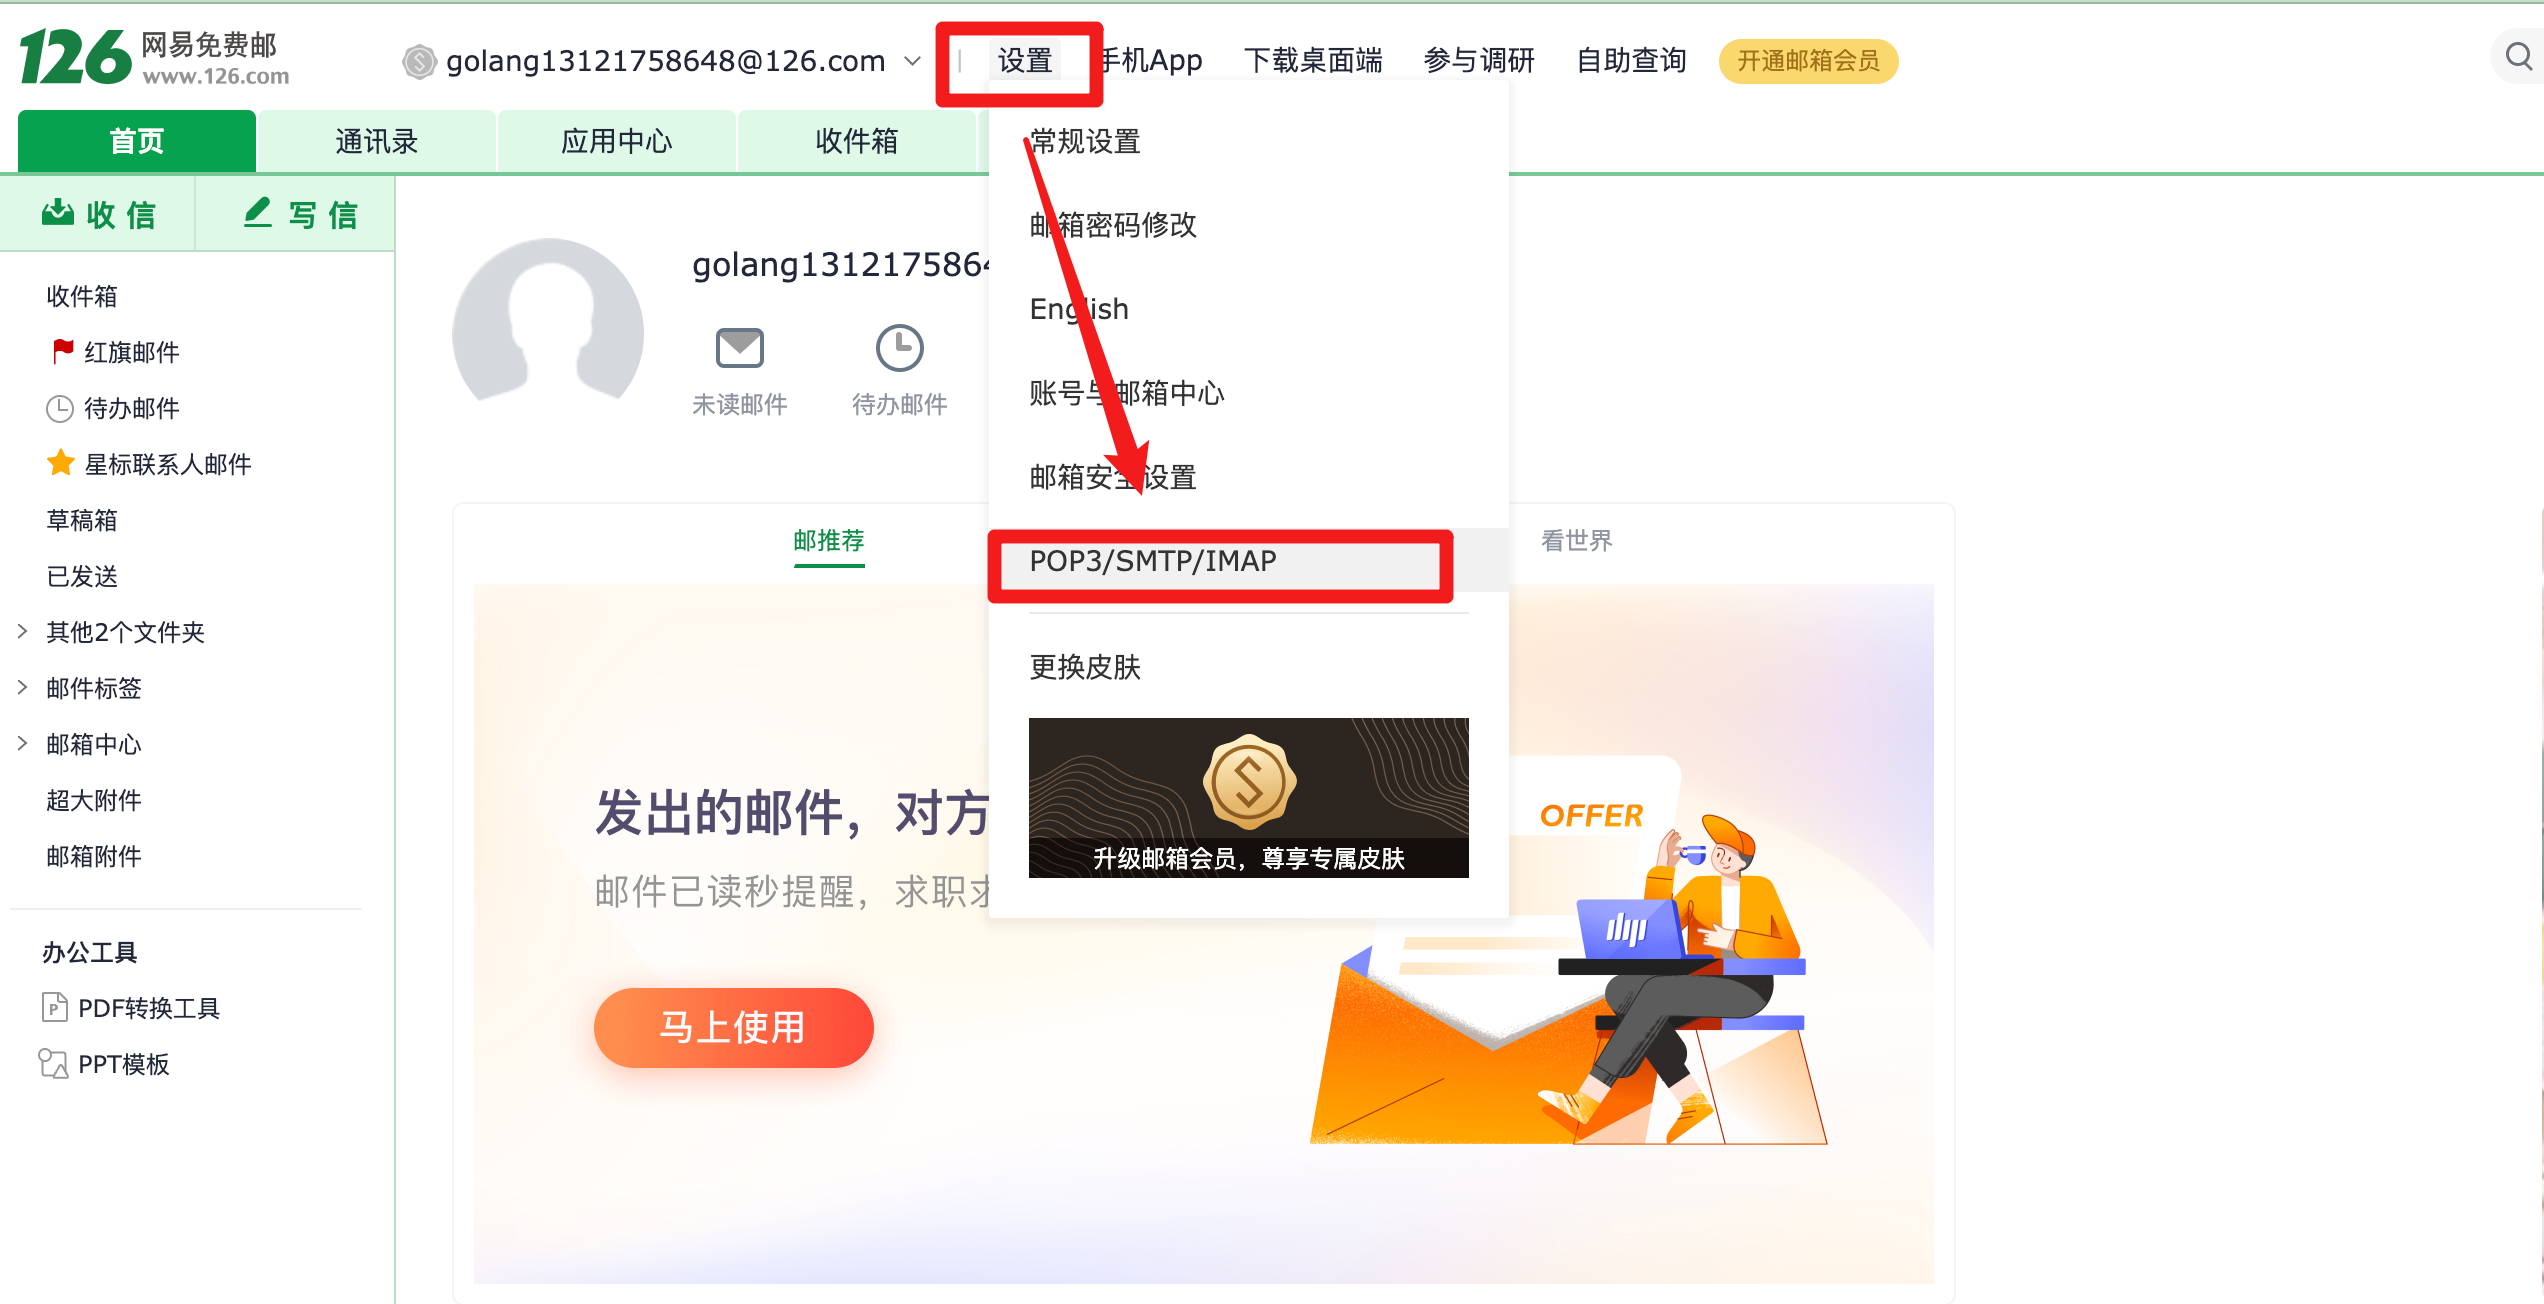 126 网易免费邮
www.126.com
golang13121758648@126.com
设置
手机App
下载桌面端
参与调研
自助查询
开通邮箱会员
首页
通讯录
应用中心
收件箱
收信
写信
收件箱
红旗邮件
待办邮件
星标联系人邮件
草稿箱
已发送
其他2个文件夹
邮件标签
邮箱中心
超大附件
邮箱附件
办公工具
PDF转换工具
PPT模板
golang1312175864
未读邮件
待办邮件
常规设置
邮箱密码修改
English
账号与邮箱中心
邮箱安全设置
POP3/SMTP/IMAP
更换皮肤
升级邮箱会员，尊享专属皮肤
邮推荐
看世界
发出的邮件，对方
邮件已读秒提醒，求职
马上使用
OFFER